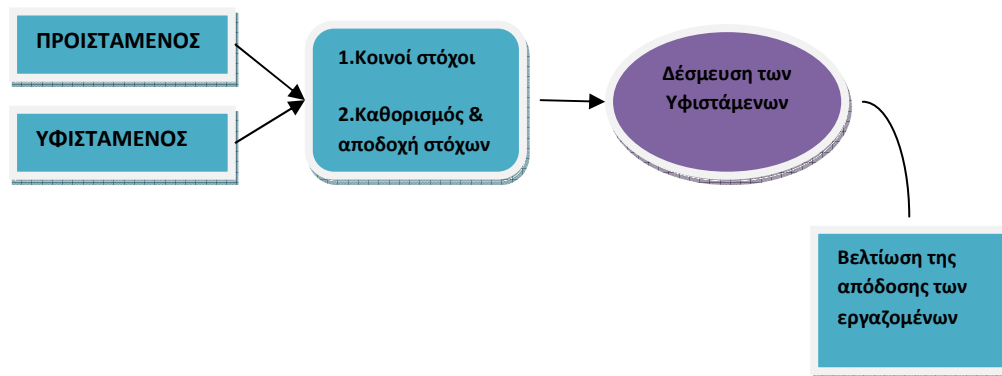 ΠΡΟΙΣΤΑΜΕΝΟΣ
ΥΦΙΣΤΑΜΕΝΟΣ
1.Κοινοί στόχοι
2.Καθορισμός &
αποδοχή στόχων
Δέσμευση των
Υφιστάμενων
Βελτίωση της
απόδοσης των
εργαζομένων